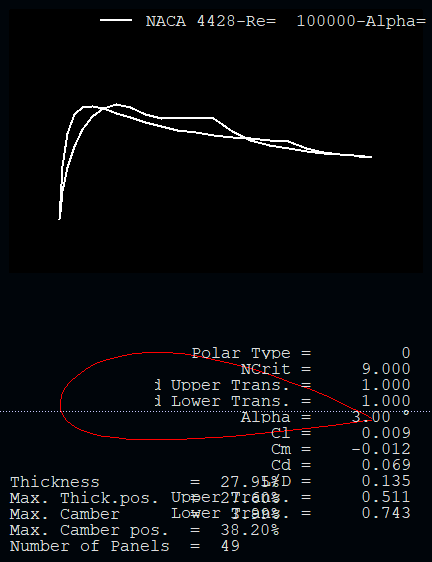 NACA 4428-Re= 100000-Alpha=
Polar Type = 0
NCrit = 9.000
d Upper Trans. = 1.000
d Lower Trans. = 1.000
Alpha = 3.00 °
Cl = 0.009
Cm = -0.012
Cd = 0.069
Thickness = 27.95% L/D = 0.135
Max. Thick.pos. = 27.60% Upper Trans. = 0.511
Max. Camber = Lower Trans. = 0.743
Max. Camber pos. = 38.20%
Number of Panels = 49